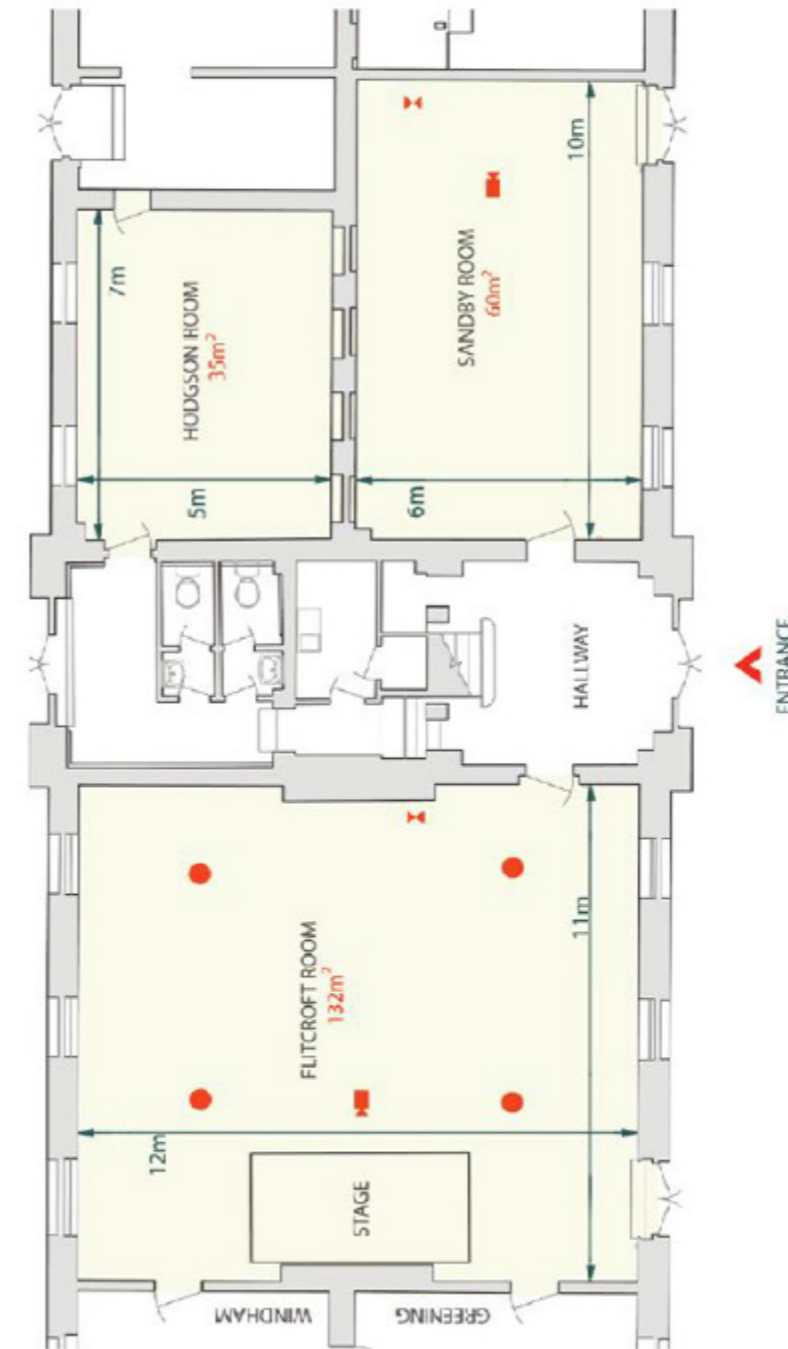 10m
7m
HODGSON ROOM
35m²
SANDBY ROOM
60m²
5m
6m
HALLWAY
ENTRANCE
11m
FLITCROFT ROOM
132m²
12m
STAGE
WINDHAM
GREENING